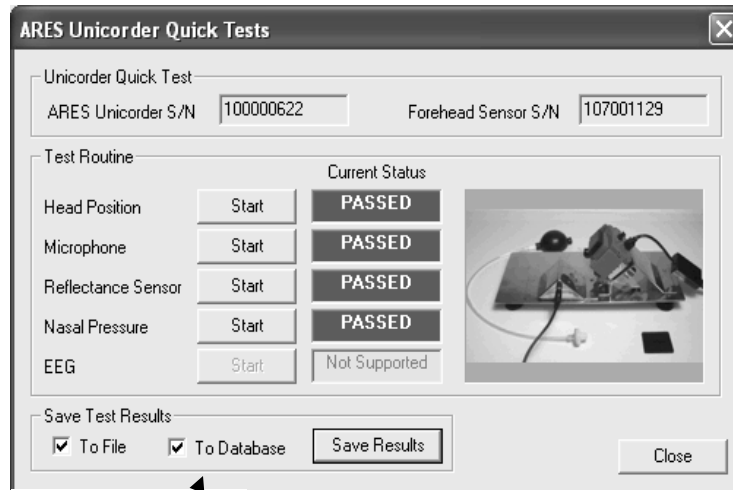 ARES Unicorder Quick Tests
Unicorder Quick Test
ARES Unicorder S/N 100000622 Forehead Sensor S/N 107001129
Test Routine
Current Status
Head Position Start PASSED
Microphone Start PASSED
Reflectance Sensor Start PASSED
Nasal Pressure Start PASSED
EEG Start Not Supported
Save Test Results
To File To Database Save Results Close